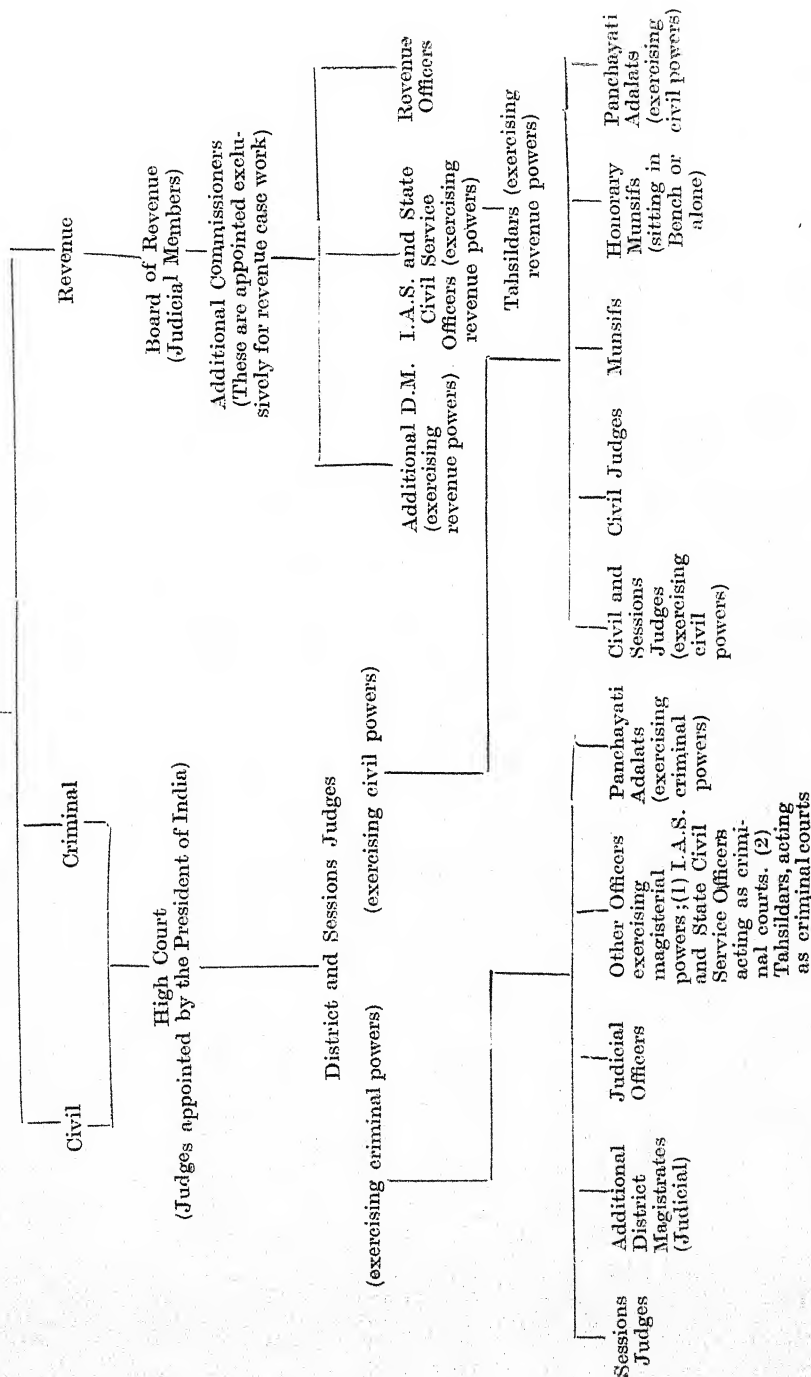 Civil
Criminal
Revenue
High Court
(Judges appointed by the President of India)
Board of Revenue
(Judicial Members)
Additional Commissioners
(These are appointed exclu-
sively for revenue case work)
District and Sessions Judges
(exercising criminal powers)
(exercising civil powers)
Additional D.M.
(exercising
revenue powers)
I.A.S. and State
Civil Service
Officers (exercising
revenue powers)
Revenue
Officers
Tahsildars (exercising
revenue powers)
Sessions
Judges
Additional
District
Magistrates
(Judicial)
Judicial
Officers
Other Officers
exercising
magisterial
powers ;(1) I.A.S.
and State Civil
Service Officers
acting as crimi-
nal courts. (2)
Tahsildars, acting
as criminal courts
Panchayati
Adalats
(exercising
criminal
powers)
Civil and
Sessions
Judges
(exercising
civil
powers)
Civil Judges
Munsifs
Honorary
Munsifs
(sitting in
Bench or
alone)
Panchayati
Adalats
(exercising
civil powers)